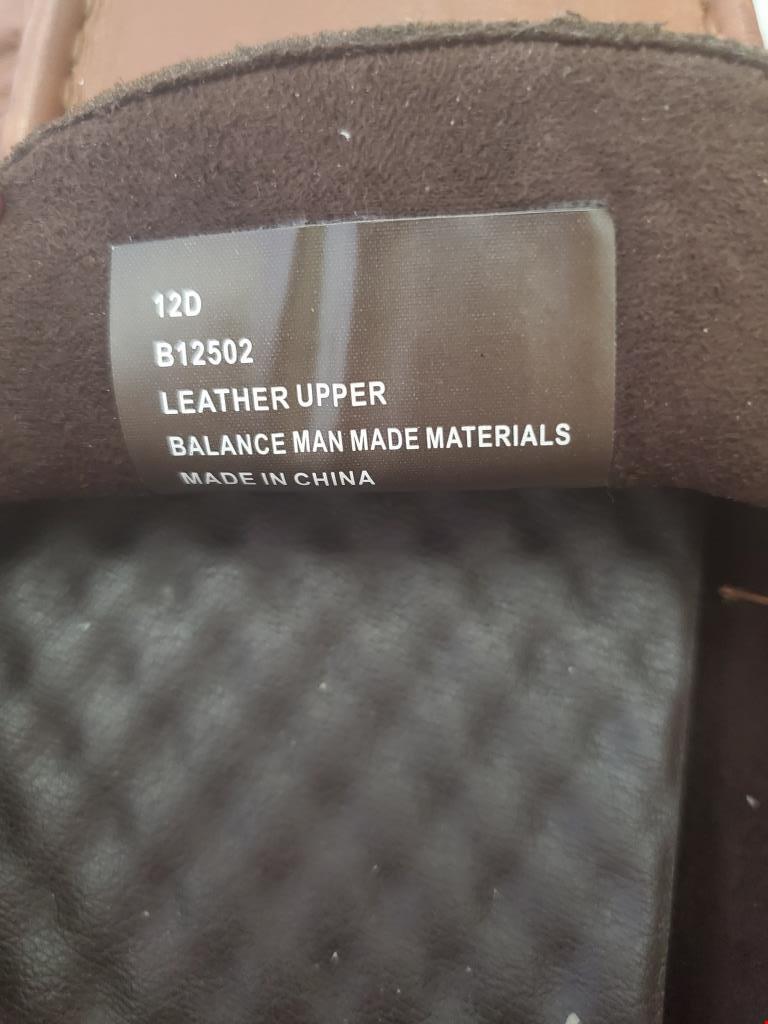 12D
B12502
LEATHER UPPER
BALANCE MAN MADE MATERIALS
MADE IN CHINA